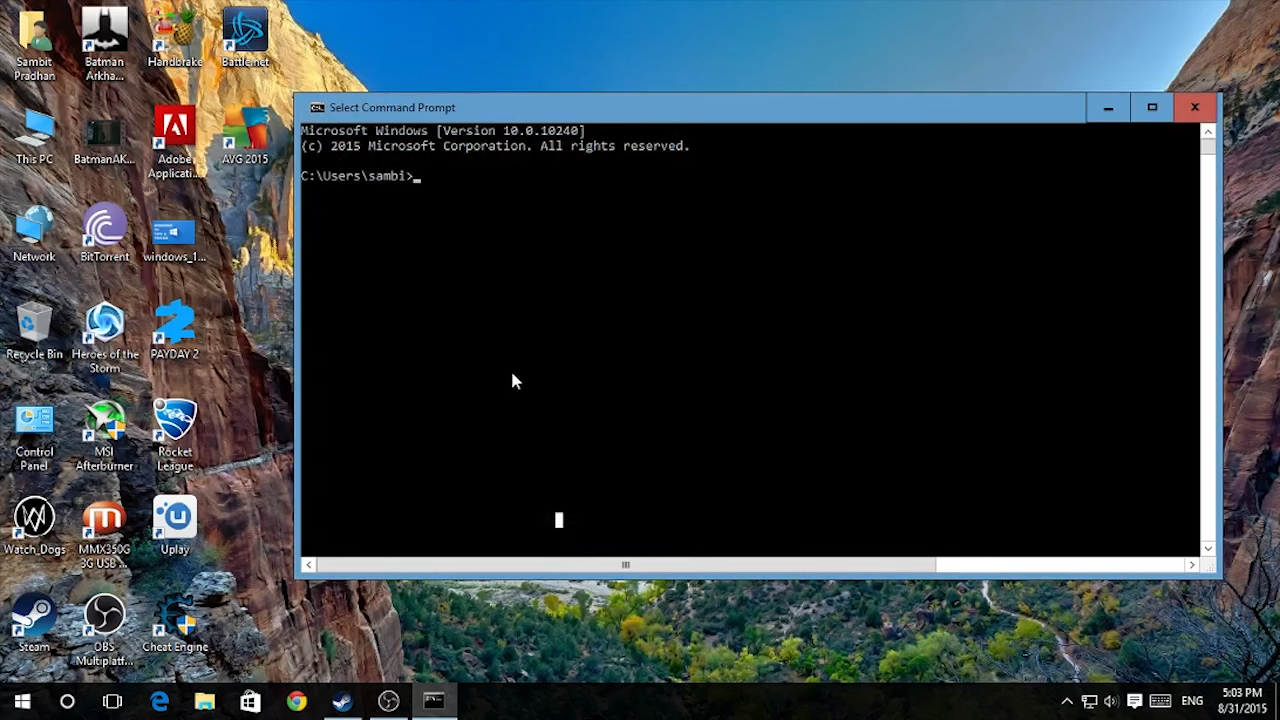 Sambit
Pradhan
Batman
Arkha...
Handbrake
Battle.net
This PC
BatmanAK...
Adobe
Applicati...
AVG 2015
Network
BitTorrent
windows_1...
Recycle Bin
Heroes of the
Storm
PAYDAY 2
Control
Panel
MSI
Afterburner
Rocket
League
Watch_Dogs
MMX350G
3G USB ...
Uplay
Steam
OBS
Multiplatf...
Cheat Engine
Select Command Prompt
Microsoft Windows [Version 10.0.10240]
(c) 2015 Microsoft Corporation. All rights reserved.
C:\Users\sambi>_
ENG
5:03 PM
8/31/2015